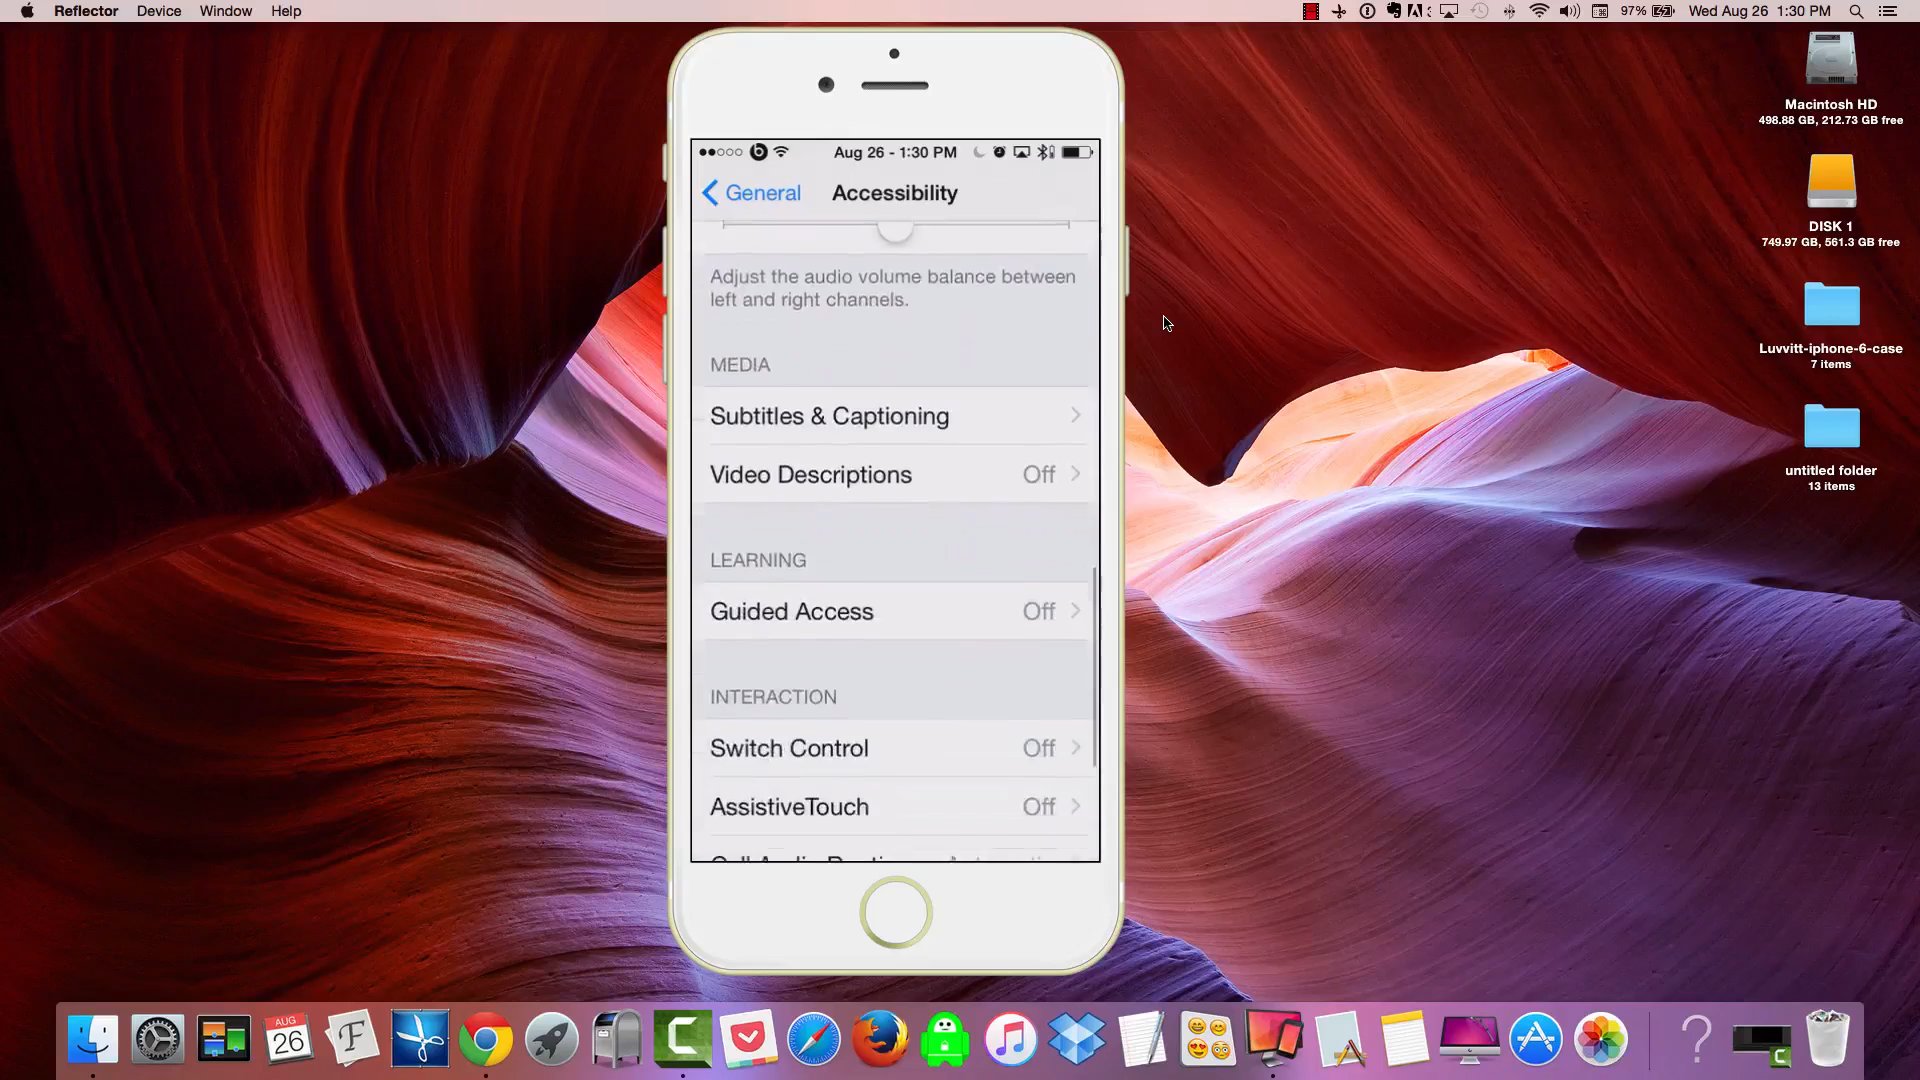 Reflector Device Window Help
97% Wed Aug 26 1:30 PM
Macintosh HD
498.88 GB, 212.73 GB free
DISK 1
749.97 GB, 561.3 GB free
Luvvitt-iphone-6-case
7 items
untitled folder
13 items
Aug 26 - 1:30 PM
General Accessibility
Adjust the audio volume balance between
left and right channels.
MEDIA
Subtitles & Captioning
Video Descriptions Off
LEARNING
Guided Access Off
INTERACTION
Switch Control Off
AssistiveTouch Off
AUG
26